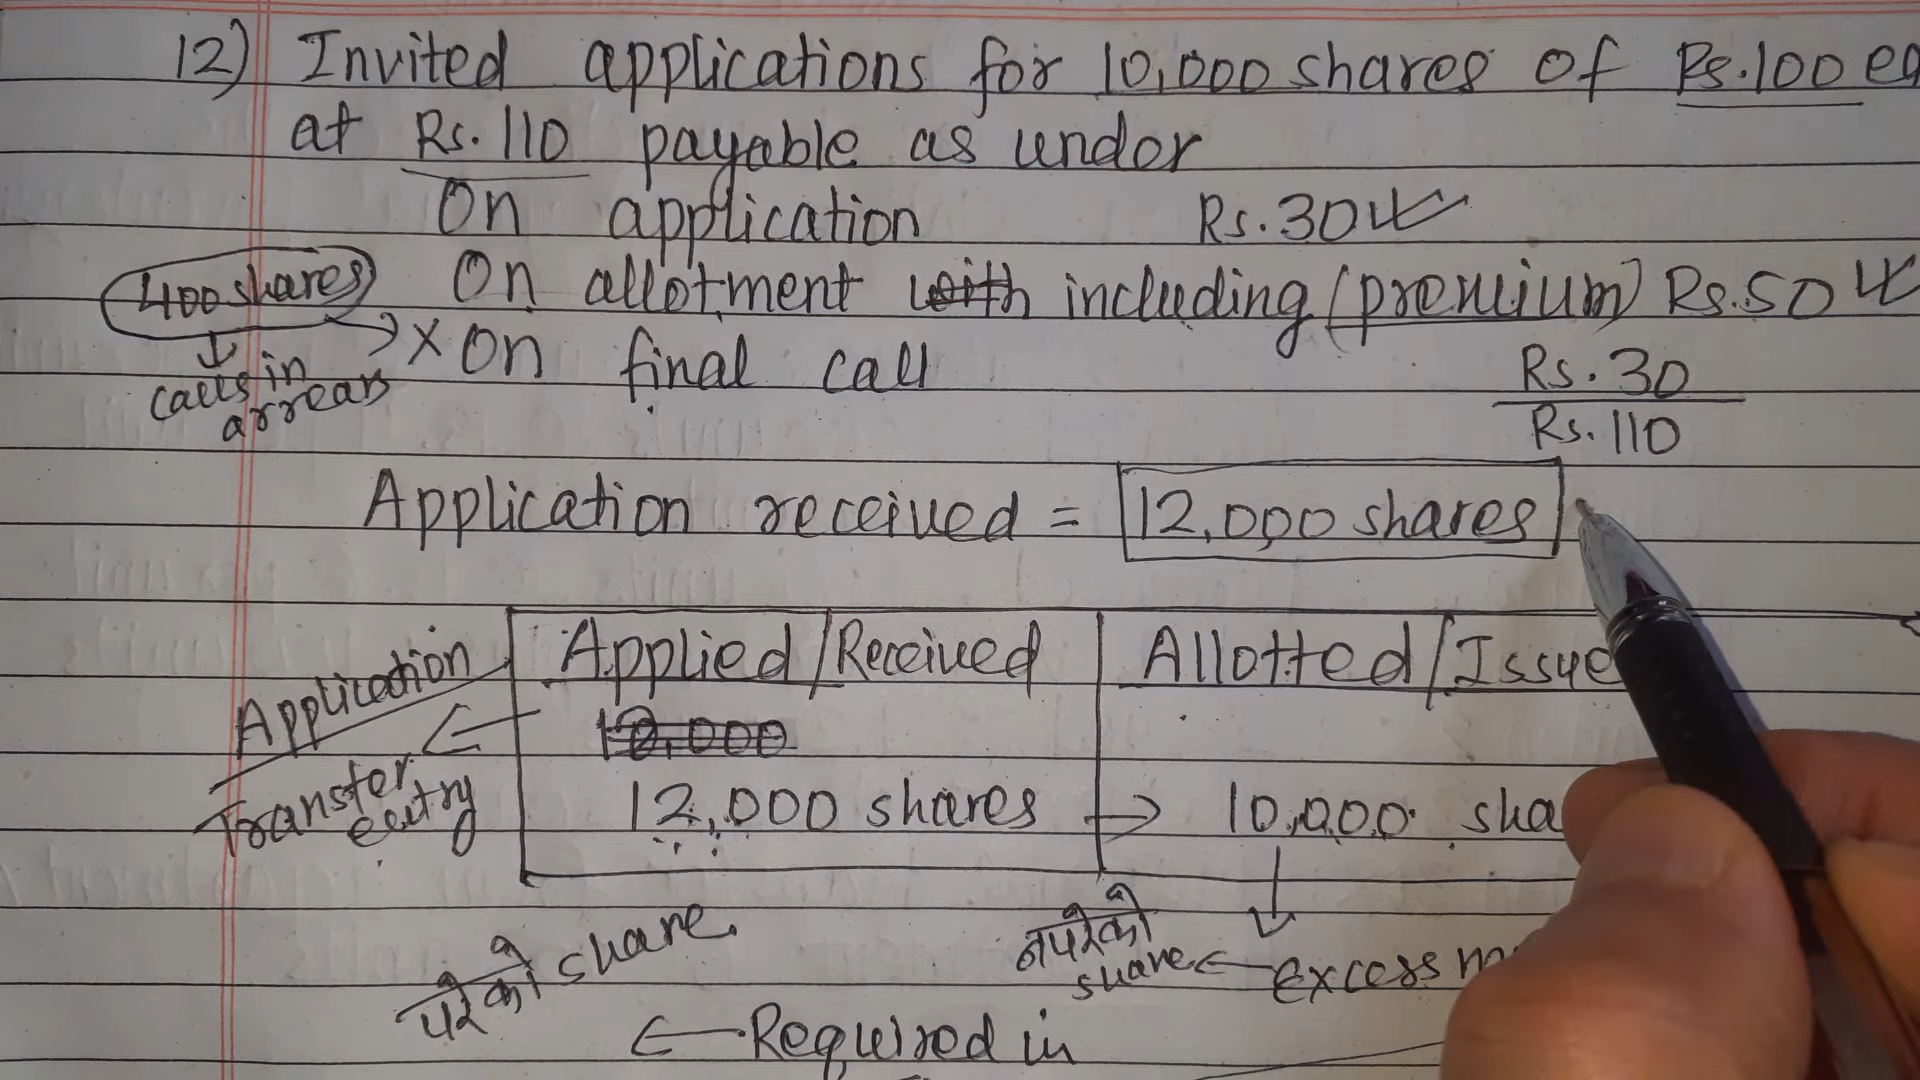 12) Invited applications for 10,000 shares of Rs.100 ea
at Rs. 110 payable as under
On application Rs. 30
400 shares On allotment with including (premium) Rs. 50
× On final call Rs. 30
calls in arrears
Rs. 110
Application received = 12,000 shares
Application Applied/Received Allotted/Issue
12,000
Transfer entry 12,000 shares → 10,000 sha
परेको share
नपरेको share ← excess m
← Required in